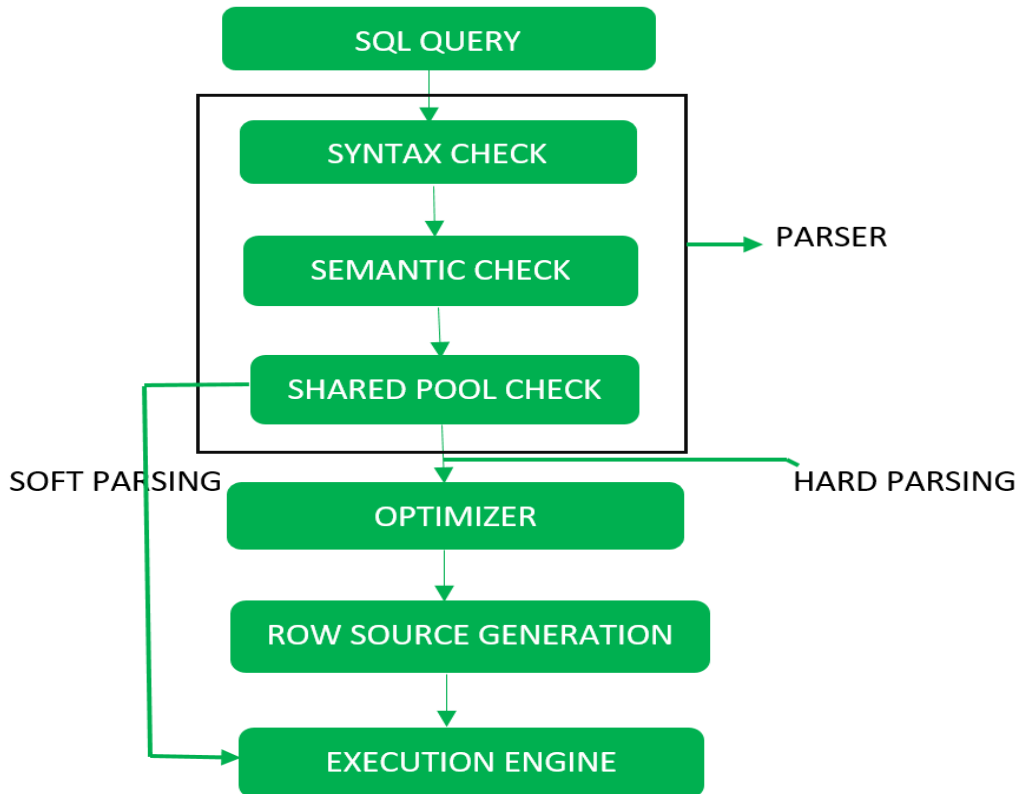 SQL QUERY
SYNTAX CHECK
SEMANTIC CHECK
PARSER
SHARED POOL CHECK
SOFT PARSING
HARD PARSING
OPTIMIZER
ROW SOURCE GENERATION
EXECUTION ENGINE